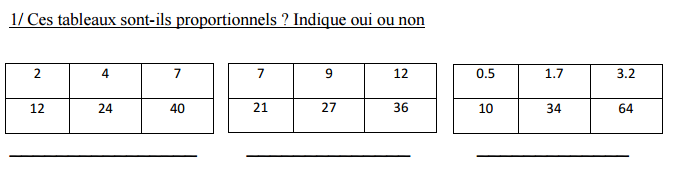 1/ Ces tableaux sont-ils proportionnels ? Indique oui ou non
2 4 7 7 9 12 0.5 1.7 3.2
12 24 40 21 27 36 10 34 64